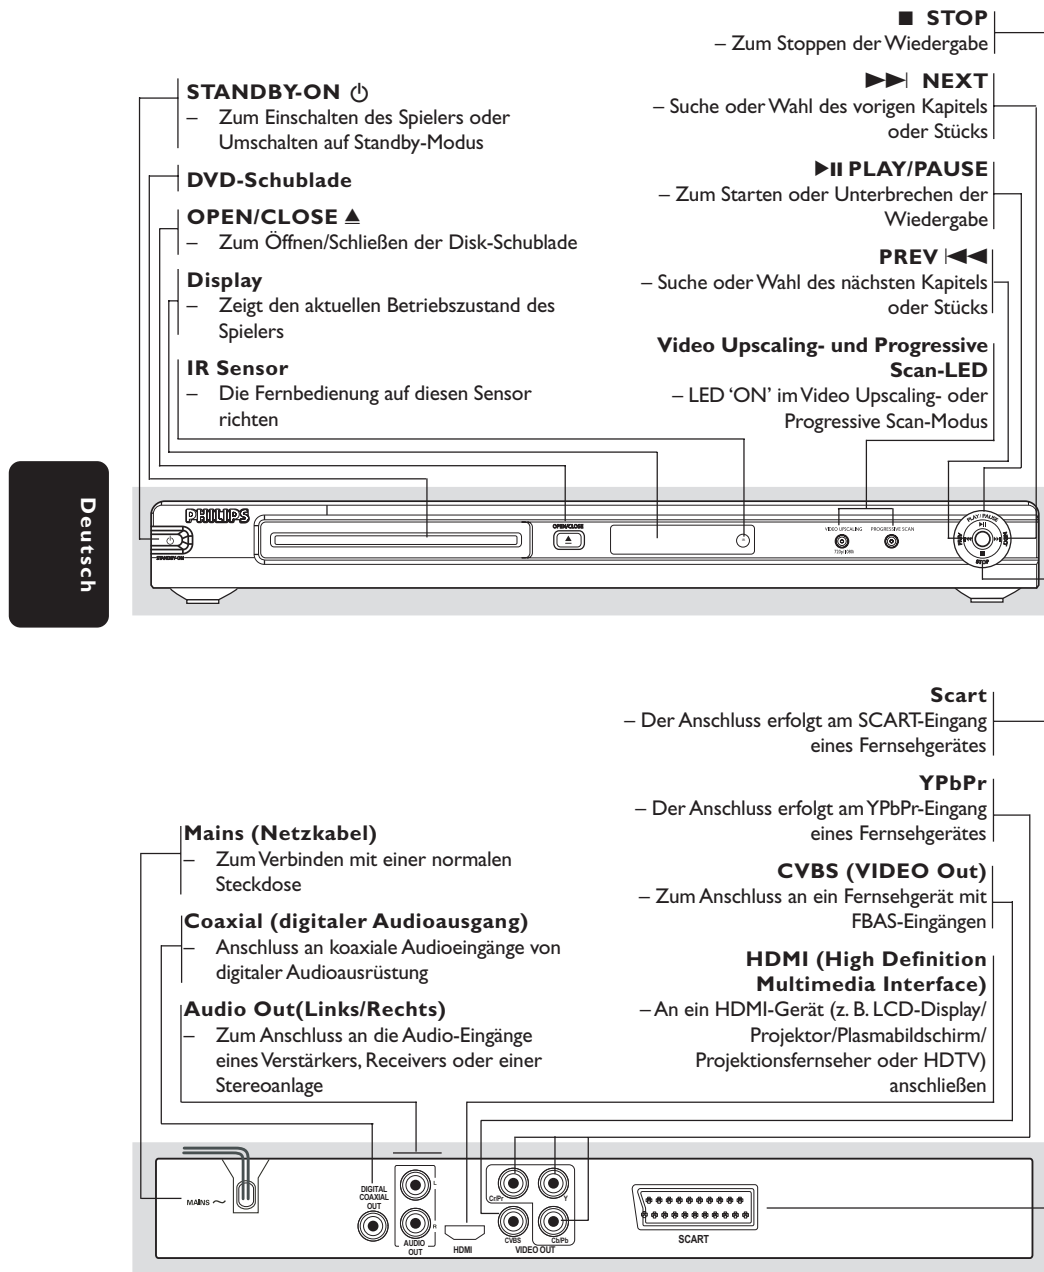 ■ STOP
– Zum Stoppen der Wiedergabe
▶▶| NEXT
– Suche oder Wahl des vorigen Kapitels
oder Stücks
▶II PLAY/PAUSE
– Zum Starten oder Unterbrechen der
Wiedergabe
PREV |◀◀
– Suche oder Wahl des nächsten Kapitels
oder Stücks
Video Upscaling- und Progressive
Scan-LED
– LED ‘ON’ im Video Upscaling- oder
Progressive Scan-Modus
STANDBY-ON ⏻
– Zum Einschalten des Spielers oder
Umschalten auf Standby-Modus
DVD-Schublade
OPEN/CLOSE ▲
– Zum Öffnen/Schließen der Disk-Schublade
Display
– Zeigt den aktuellen Betriebszustand des
Spielers
IR Sensor
– Die Fernbedienung auf diesen Sensor
richten
Deutsch
PHILIPS
STANDBY-ON
OPEN/CLOSE
VIDEO UPSCALING
PROGRESSIVE SCAN
PLAY / PAUSE
PREV
NEXT
STOP
Scart
– Der Anschluss erfolgt am SCART-Eingang
eines Fernsehgerätes
YPbPr
– Der Anschluss erfolgt am YPbPr-Eingang
eines Fernsehgerätes
CVBS (VIDEO Out)
– Zum Anschluss an ein Fernsehgerät mit
FBAS-Eingängen
HDMI (High Definition
Multimedia Interface)
– An ein HDMI-Gerät (z. B. LCD-Display/
Projektor/Plasmabildschirm/
Projektionsfernseher oder HDTV)
anschließen
Mains (Netzkabel)
– Zum Verbinden mit einer normalen
Steckdose
Coaxial (digitaler Audioausgang)
– Anschluss an koaxiale Audioeingänge von
digitaler Audioausrüstung
Audio Out(Links/Rechts)
– Zum Anschluss an die Audio-Eingänge
eines Verstärkers, Receivers oder einer
Stereoanlage
MAINS ~
DIGITAL
COAXIAL
OUT
L
R
AUDIO
OUT
HDMI
Cr/Pr
Y
CVBS
Cb/Pb
VIDEO OUT
SCART